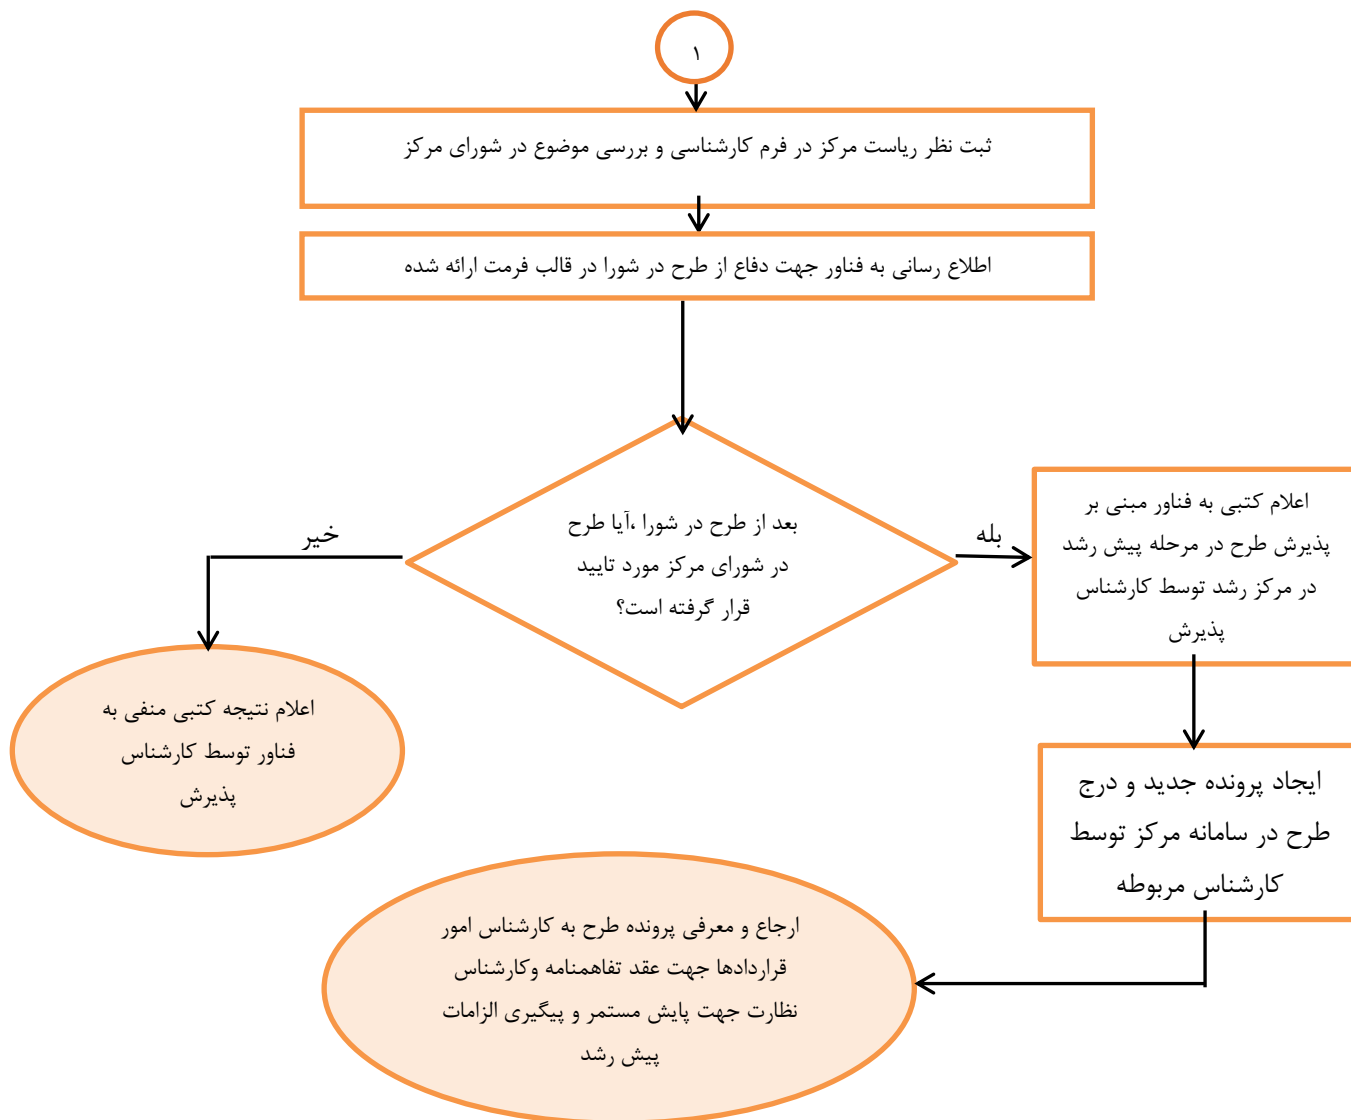 ۱
ثبت نظر ریاست مرکز در فرم کارشناسی و بررسی موضوع در شورای مرکز
اطلاع رسانی به فناور جهت دفاع از طرح در شورا در قالب فرمت ارائه شده
بعد از طرح در شورا ،آیا طرح
در شورای مرکز مورد تایید
قرار گرفته است؟
بله
اعلام کتبی به فناور مبنی بر
پذیرش طرح در مرحله پیش رشد
در مرکز رشد توسط کارشناس
پذیرش
خیر
اعلام نتیجه کتبی منفی به
فناور توسط کارشناس
پذیرش
ایجاد پرونده جدید و درج
طرح در سامانه مرکز توسط
کارشناس مربوطه
ارجاع و معرفی پرونده طرح به کارشناس امور
قراردادها جهت عقد تفاهمنامه وکارشناس
نظارت جهت پایش مستمر و پیگیری الزامات
پیش رشد